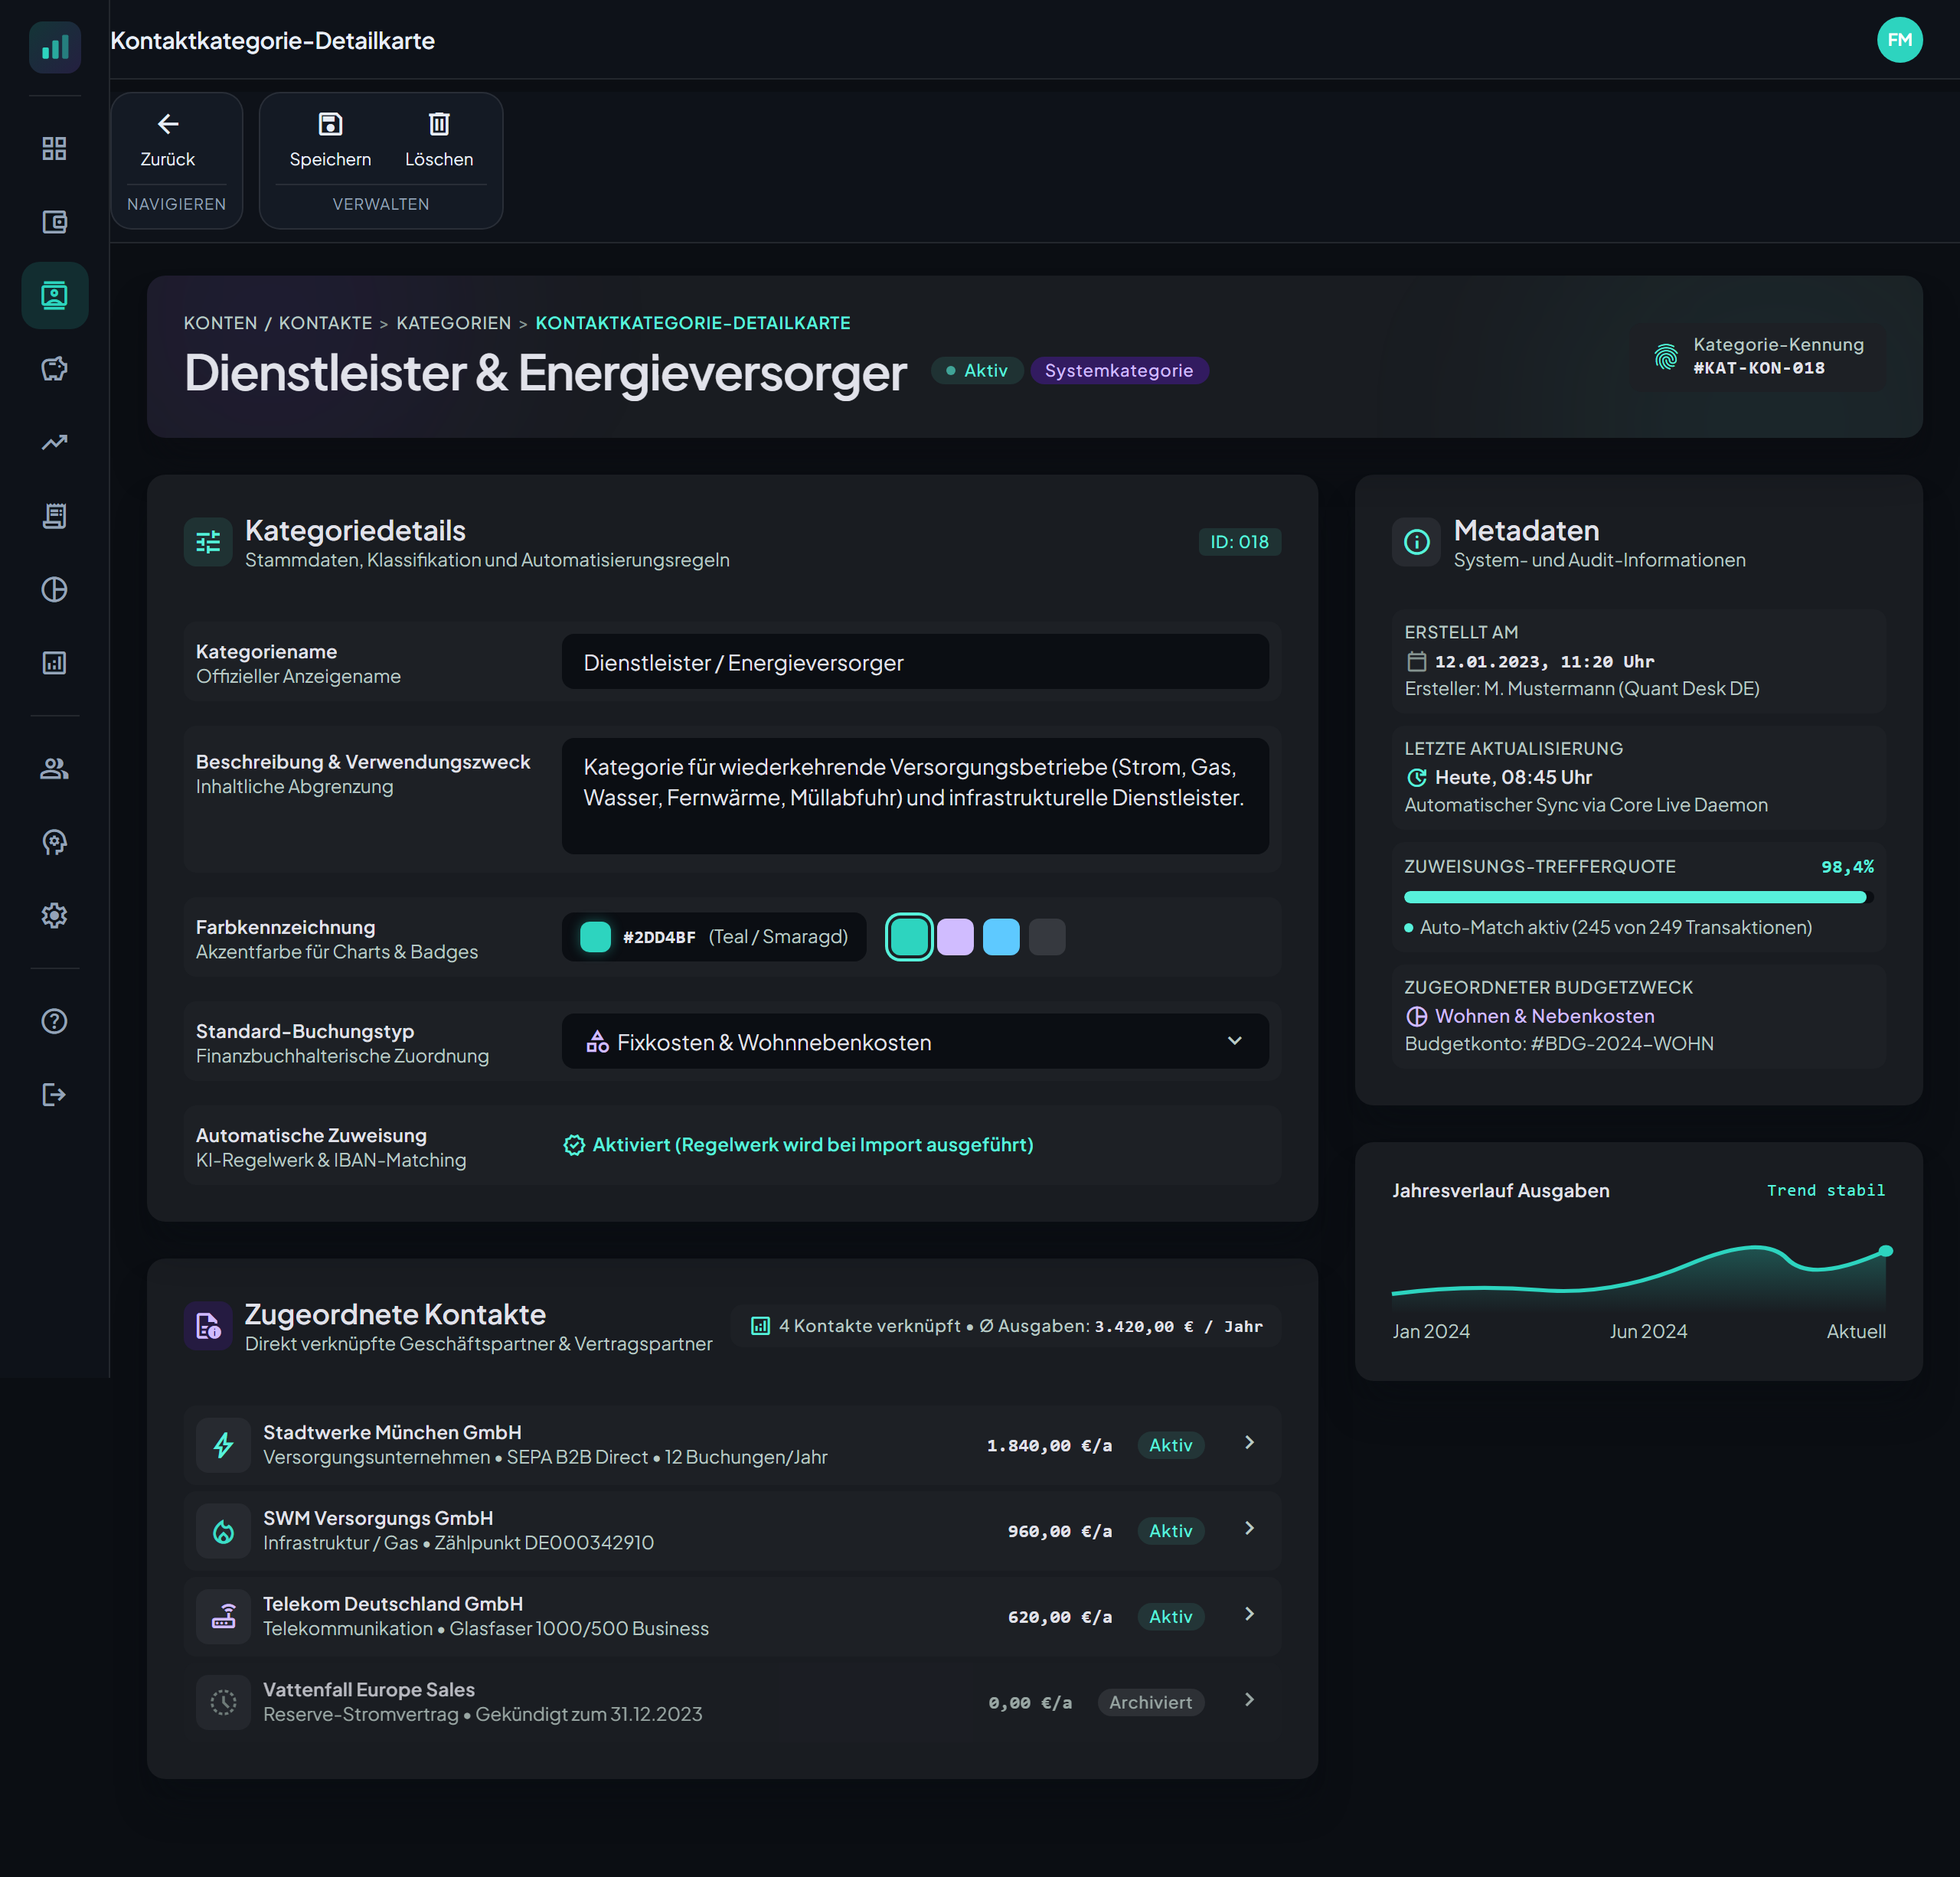 Kontaktkategorie-Detailkarte
FM
Zurück
NAVIGIEREN
Speichern
Löschen
VERWALTEN
KONTEN / KONTAKTE > KATEGORIEN > KONTAKTKATEGORIE-DETAILKARTE
Dienstleister & Energieversorger
Aktiv
Systemkategorie
Kategorie-Kennung
#KAT-KON-018
Kategoriedetails
Stammdaten, Klassifikation und Automatisierungsregeln
ID: 018
Kategoriename
Offizieller Anzeigename
Dienstleister / Energieversorger
Beschreibung & Verwendungszweck
Inhaltliche Abgrenzung
Kategorie für wiederkehrende Versorgungsbetriebe (Strom, Gas,
Wasser, Fernwärme, Müllabfuhr) und infrastrukturelle Dienstleister.
Farbkennzeichnung
Akzentfarbe für Charts & Badges
#2DD4BF (Teal / Smaragd)
Standard-Buchungstyp
Finanzbuchhalterische Zuordnung
Fixkosten & Wohnnebenkosten
Automatische Zuweisung
KI-Regelwerk & IBAN-Matching
Aktiviert (Regelwerk wird bei Import ausgeführt)
Zugeordnete Kontakte
Direkt verknüpfte Geschäftspartner & Vertragspartner
4 Kontakte verknüpft • Ø Ausgaben: 3.420,00 € / Jahr
Stadtwerke München GmbH
Versorgungsunternehmen • SEPA B2B Direct • 12 Buchungen/Jahr
1.840,00 €/a
Aktiv
SWM Versorgungs GmbH
Infrastruktur / Gas • Zählpunkt DE000342910
960,00 €/a
Aktiv
Telekom Deutschland GmbH
Telekommunikation • Glasfaser 1000/500 Business
620,00 €/a
Aktiv
Vattenfall Europe Sales
Reserve-Stromvertrag • Gekündigt zum 31.12.2023
0,00 €/a
Archiviert
Metadaten
System- und Audit-Informationen
ERSTELLT AM
12.01.2023, 11:20 Uhr
Ersteller: M. Mustermann (Quant Desk DE)
LETZTE AKTUALISIERUNG
Heute, 08:45 Uhr
Automatischer Sync via Core Live Daemon
ZUWEISUNGS-TREFFERQUOTE
98,4%
Auto-Match aktiv (245 von 249 Transaktionen)
ZUGEORDNETER BUDGETZWECK
Wohnen & Nebenkosten
Budgetkonto: #BDG-2024-WOHN
Jahresverlauf Ausgaben
Trend stabil
Jan 2024
Jun 2024
Aktuell